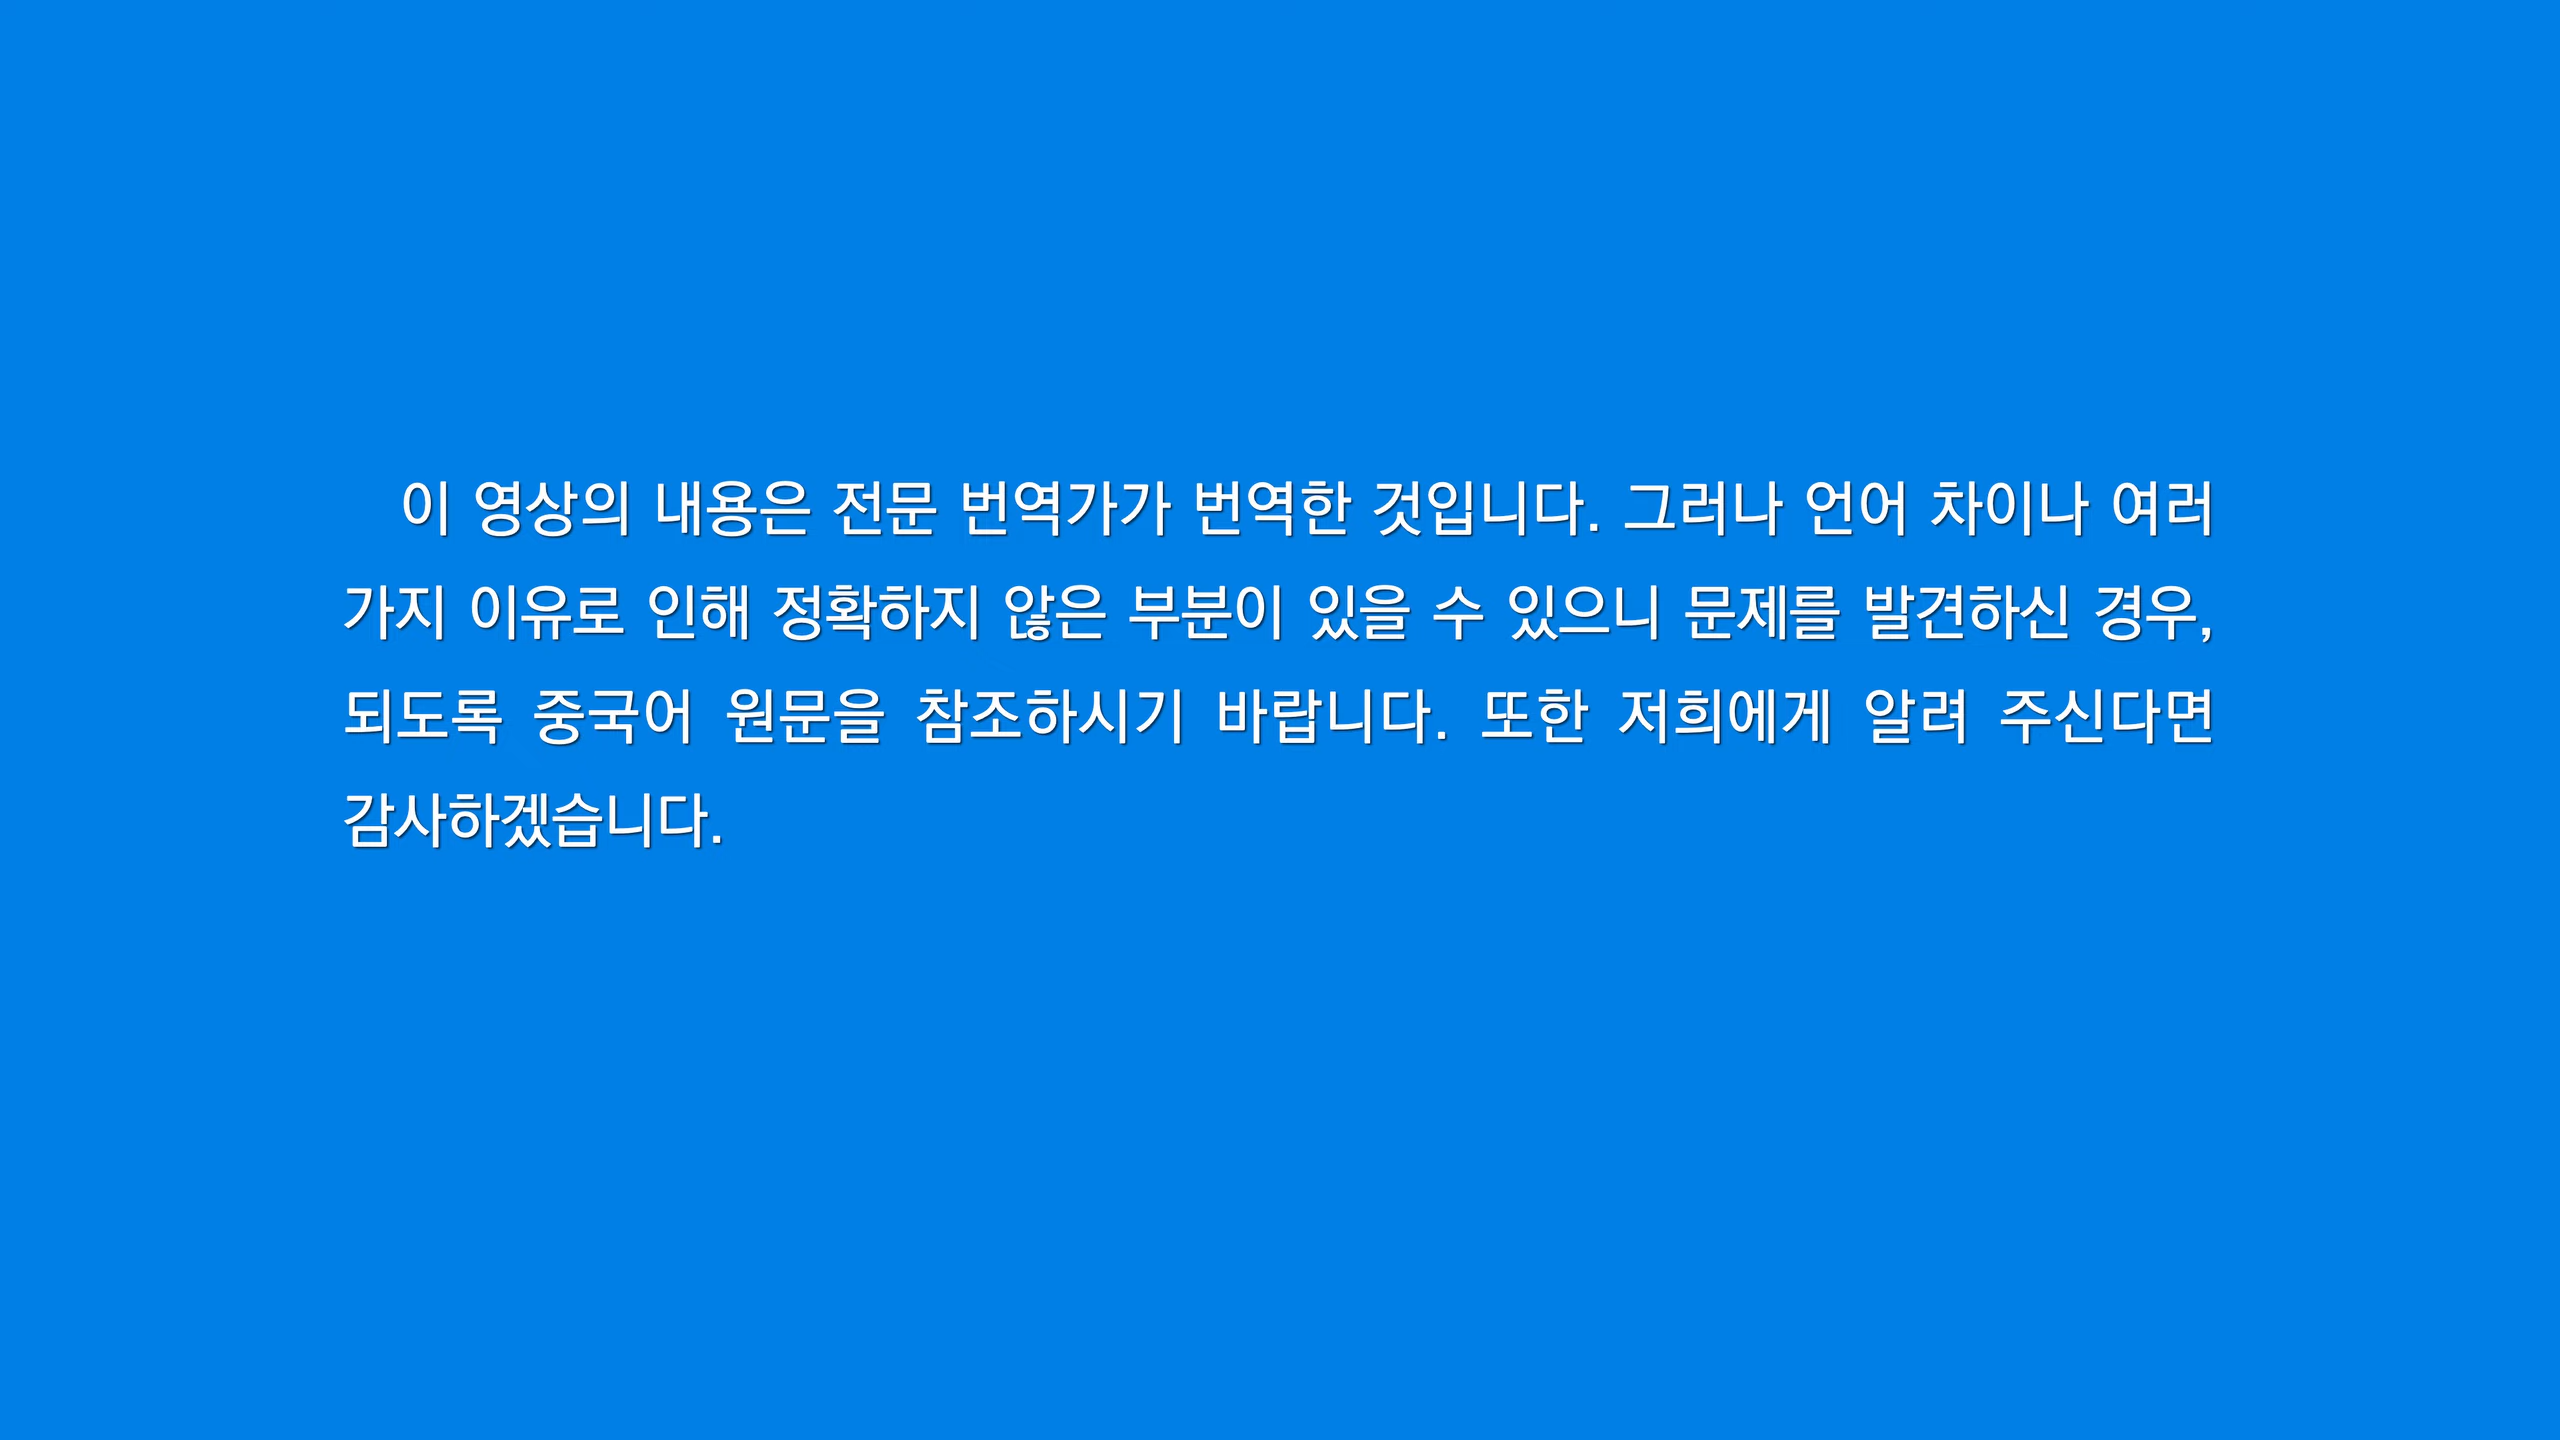 이 영상의 내용은 전문 번역가가 번역한 것입니다. 그러나 언어 차이나 여러
가지 이유로 인해 정확하지 않은 부분이 있을 수 있으니 문제를 발견하신 경우,
되도록 중국어 원문을 참조하시기 바랍니다. 또한 저희에게 알려 주신다면
감사하겠습니다.